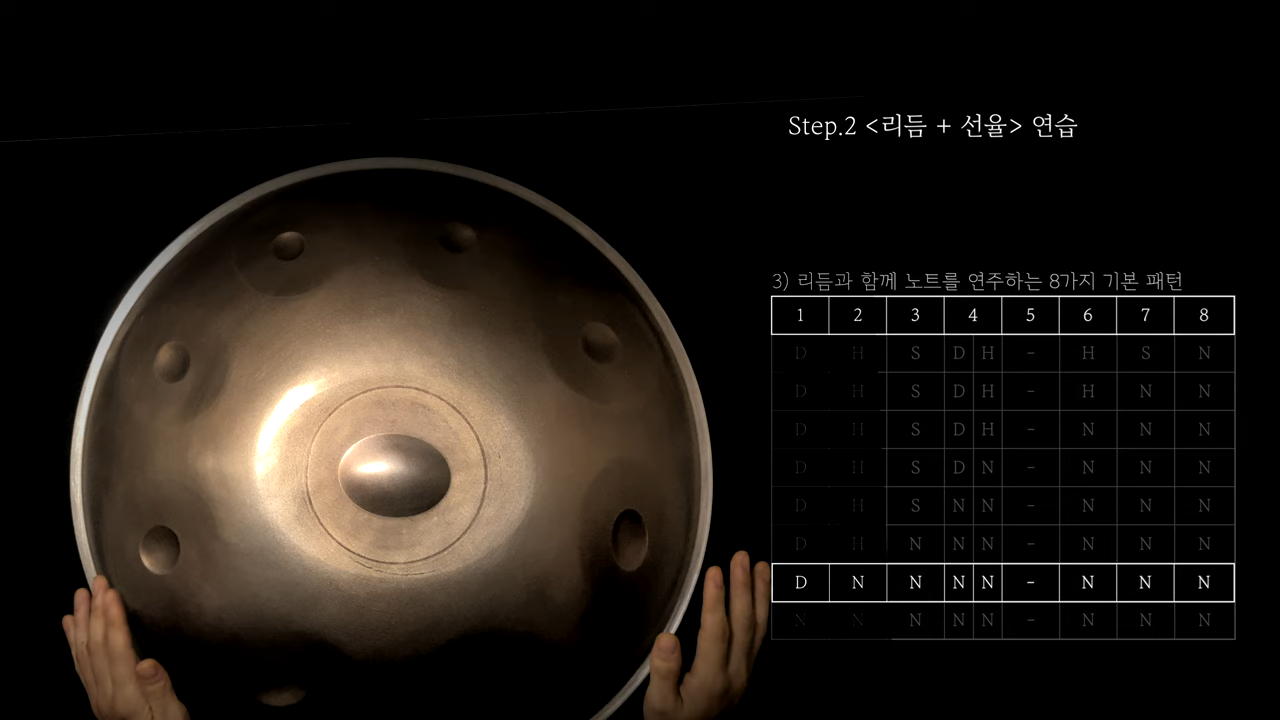 Step.2 <리듬 + 선율> 연습
3) 리듬과 함께 노트를 연주하는 8가지 기본 패턴
1 2 3 4 5 6 7 8
D H S D H - H S N
D H S D H - H N N
D H S D H - N N N
D H S D N - N N N
D H S N N - N N N
D H N N N - N N N
D N N N N - N N N
N N N N N - N N N